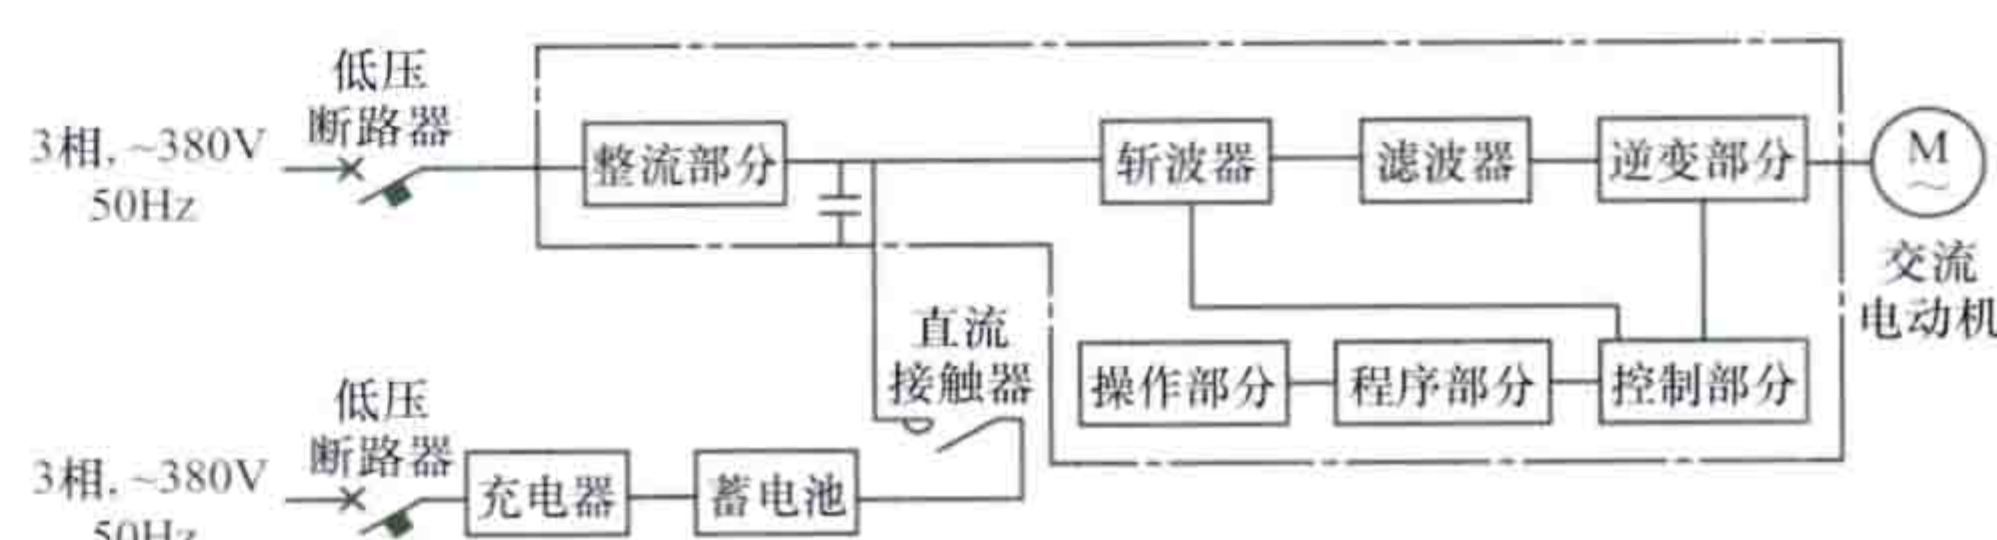 低压
断路器
3相, ~380V
50Hz
整流部分
斩波器
滤波器
逆变部分
M
~
交流
电动机
直流
接触器
操作部分
程序部分
控制部分
低压
断路器
3相, ~380V
50Hz
充电器
蓄电池